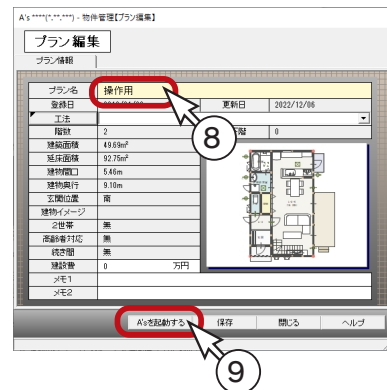 A's ****(*.**.***) - 物件管理【プラン編集】
プラン編集
プラン情報
プラン名 操作用
登録日 更新日 2022/12/06
工法
階数 2 0
建築面積 49.69m²
延床面積 92.75m²
建物間口 5.46m
建物奥行 9.10m
玄関位置 南
建物イメージ
2世帯 無
高齢者対応 無
続き間 無
建設費 0 万円
メモ1
メモ2
⑧
A'sを起動する 保存 閉じる ヘルプ
⑨